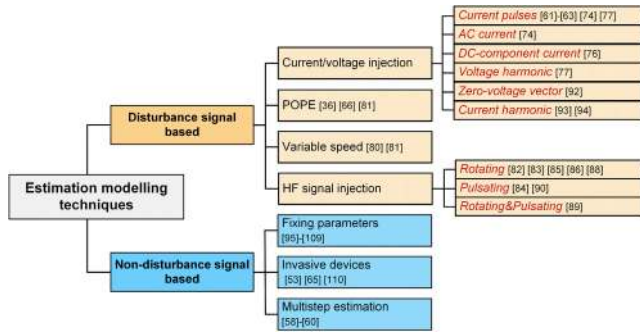 Estimation modelling
techniques
Disturbance signal
based
Current/voltage injection
Current pulses [61]-[63] [74] [77]
AC current [74]
DC-component current [76]
Voltage harmonic [77]
Zero-voltage vector [92]
Current harmonic [93] [94]
POPE [36] [66] [81]
Variable speed [80] [81]
HF signal injection
Rotating [82] [83] [85] [86] [88]
Pulsating [84] [90]
Rotating&Pulsating [89]
Non-disturbance signal
based
Fixing parameters
[95]-[109]
Invasive devices
[53] [65] [110]
Multistep estimation
[58]-[60]